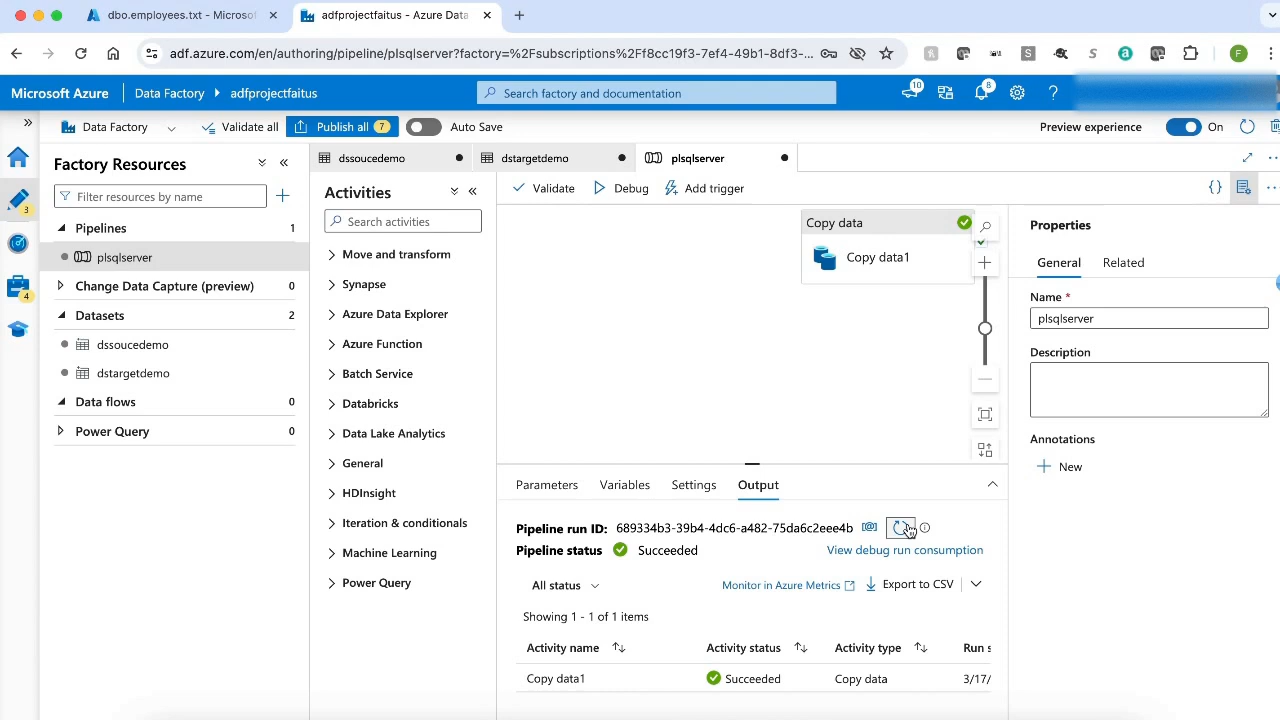 dbo.employees.txt - Microsof
adfprojectfaitus - Azure Data
adf.azure.com/en/authoring/pipeline/plsqlserver?factory=%2Fsubscriptions%2Ff8cc19f3-7ef4-43b1-8df3-...
F
Microsoft Azure
Data Factory
adfprojectfaitus
Search factory and documentation
10
8
Data Factory
Validate all
Publish all
Auto Save
Preview experience
On
Factory Resources
Filter resources by name
Pipelines
1
plsqlserver
Change Data Capture (preview)
0
Datasets
2
dssoucedemo
dstargetdemo
Data flows
0
Power Query
0
3
4
dssoucedemo
dstargetdemo
plsqlserver
Activities
Search activities
Move and transform
Synapse
Azure Data Explorer
Azure Function
Batch Service
Databricks
Data Lake Analytics
General
HDInsight
Iteration & conditionals
Machine Learning
Power Query
Validate
Debug
Add trigger
Copy data
Copy data1
Parameters
Variables
Settings
Output
Pipeline run ID: 689334b3-39b4-4dc6-a482-75da6c2eee4b
Pipeline status
Succeeded
View debug run consumption
All status
Monitor in Azure Metrics
Export to CSV
Showing 1 - 1 of 1 items
Activity name
Activity status
Activity type
Run s
Copy data1
Succeeded
Copy data
3/17/
Properties
General
Related
Name *
plsqlserver
Description
Annotations
New